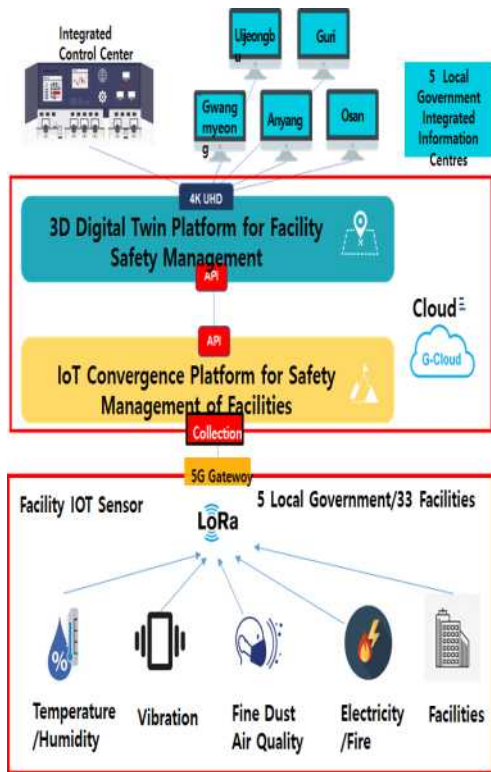 Integrated
Control Center
Uijeongbu
Guri
Gwang
myeon
g
Anyang
Osan
5 Local
Government
Integrated
Information
Centres
4K UHD
3D Digital Twin Platform for Facility
Safety Management
API
API
IoT Convergence Platform for Safety
Management of Facilities
Cloud
G-Cloud
Collection
5G Gatewoy
Facility IOT Sensor
5 Local Government/33 Facilities
LoRa
%
Temperature
/Humidity
Vibration
Fine Dust
Air Quality
Electricity
/Fire
Facilities